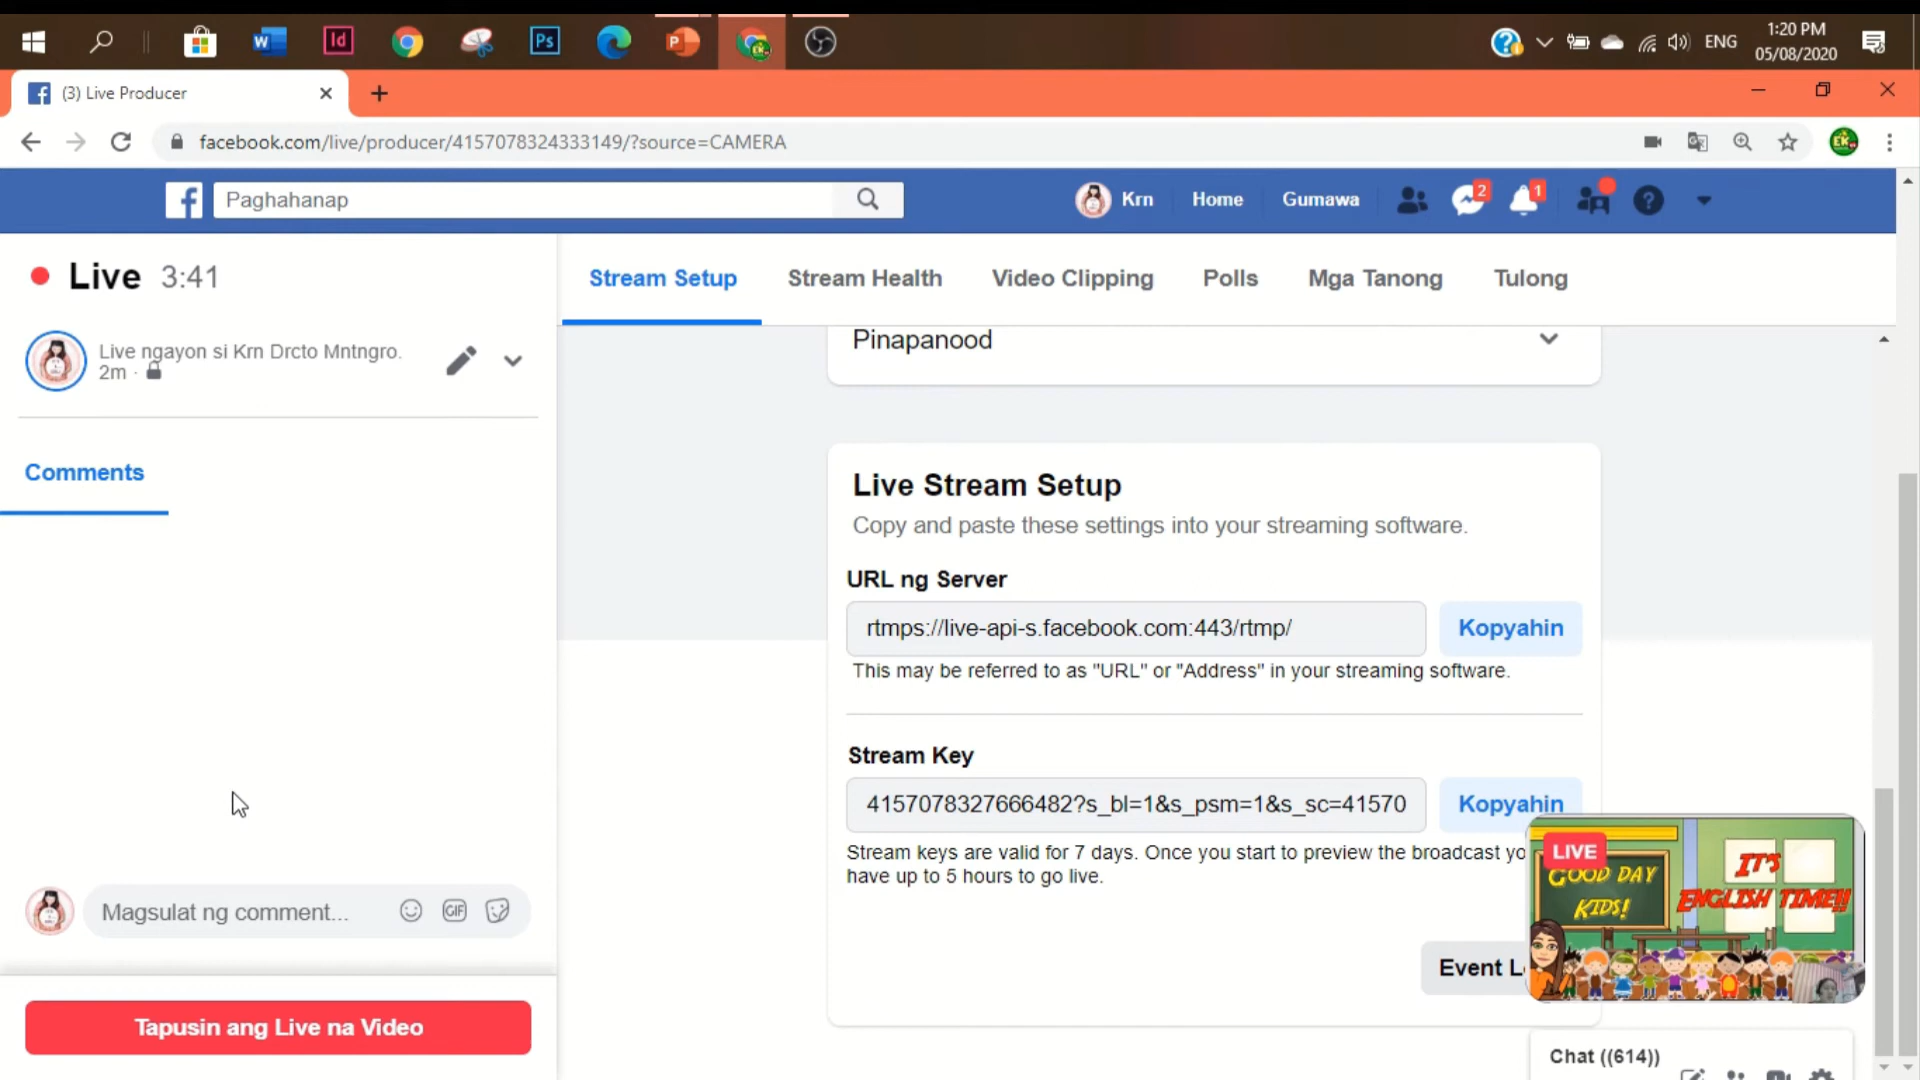 ENG
1:20 PM
05/08/2020
(3) Live Producer
facebook.com/live/producer/4157078324333149/?source=CAMERA
Paghahanap
Krn
Home
Gumawa
2
1
Live 3:41
Live ngayon si Krn Drcto Mntngro.
2m ·
Comments
Magsulat ng comment...
GIF
Tapusin ang Live na Video
Stream Setup
Stream Health
Video Clipping
Polls
Mga Tanong
Tulong
Pinapanood
Live Stream Setup
Copy and paste these settings into your streaming software.
URL ng Server
rtmps://live-api-s.facebook.com:443/rtmp/
Kopyahin
This may be referred to as "URL" or "Address" in your streaming software.
Stream Key
4157078327666482?s_bl=1&s_psm=1&s_sc=41570
Kopyahin
Stream keys are valid for 7 days. Once you start to preview the broadcast yo
have up to 5 hours to go live.
Event L
LIVE
GOOD DAY
KIDS!
IT'S
ENGLISH TIME!!
Chat ((614))